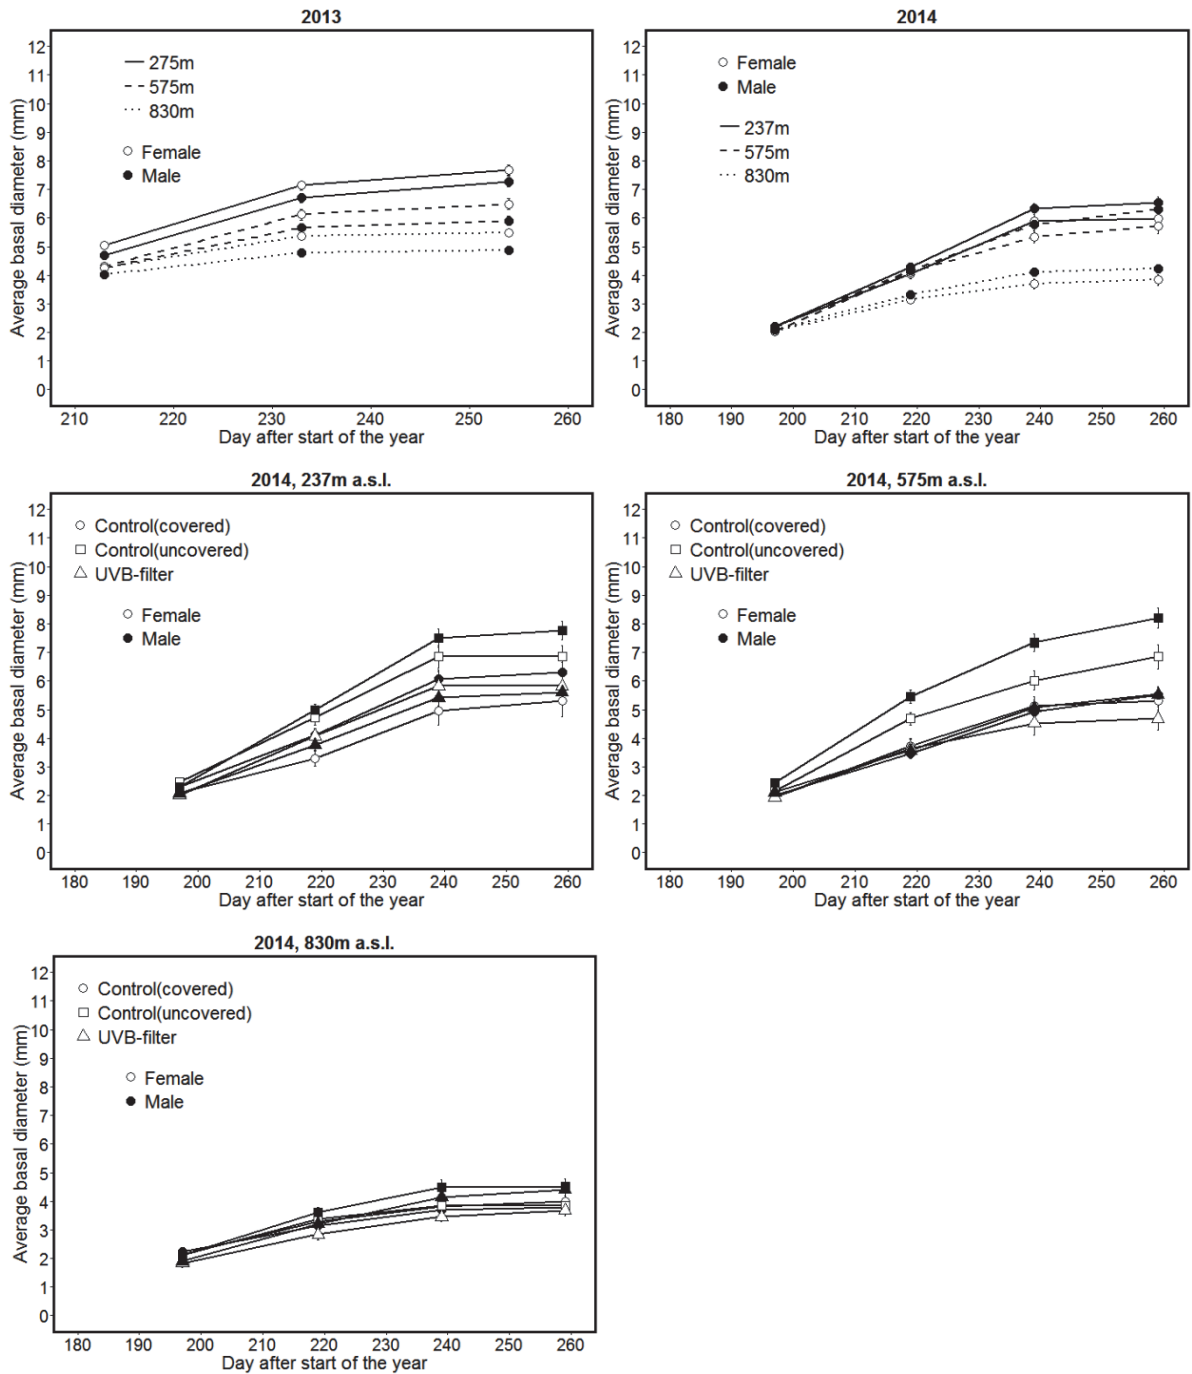 2013
Average basal diameter (mm)
12
11
10
9
8
7
6
5
4
3
2
1
0
275m
575m
830m
Female
Male
210 220 230 240 250 260
Day after start of the year
2014
Average basal diameter (mm)
12
11
10
9
8
7
6
5
4
3
2
1
0
Female
Male
237m
575m
830m
180 190 200 210 220 230 240 250 260
Day after start of the year
2014, 237m a.s.l.
Average basal diameter (mm)
12
11
10
9
8
7
6
5
4
3
2
1
0
Control(covered)
Control(uncovered)
UVB-filter
Female
Male
180 190 200 210 220 230 240 250 260
Day after start of the year
2014, 575m a.s.l.
Average basal diameter (mm)
12
11
10
9
8
7
6
5
4
3
2
1
0
Control(covered)
Control(uncovered)
UVB-filter
Female
Male
180 190 200 210 220 230 240 250 260
Day after start of the year
2014, 830m a.s.l.
Average basal diameter (mm)
12
11
10
9
8
7
6
5
4
3
2
1
0
Control(covered)
Control(uncovered)
UVB-filter
Female
Male
180 190 200 210 220 230 240 250 260
Day after start of the year